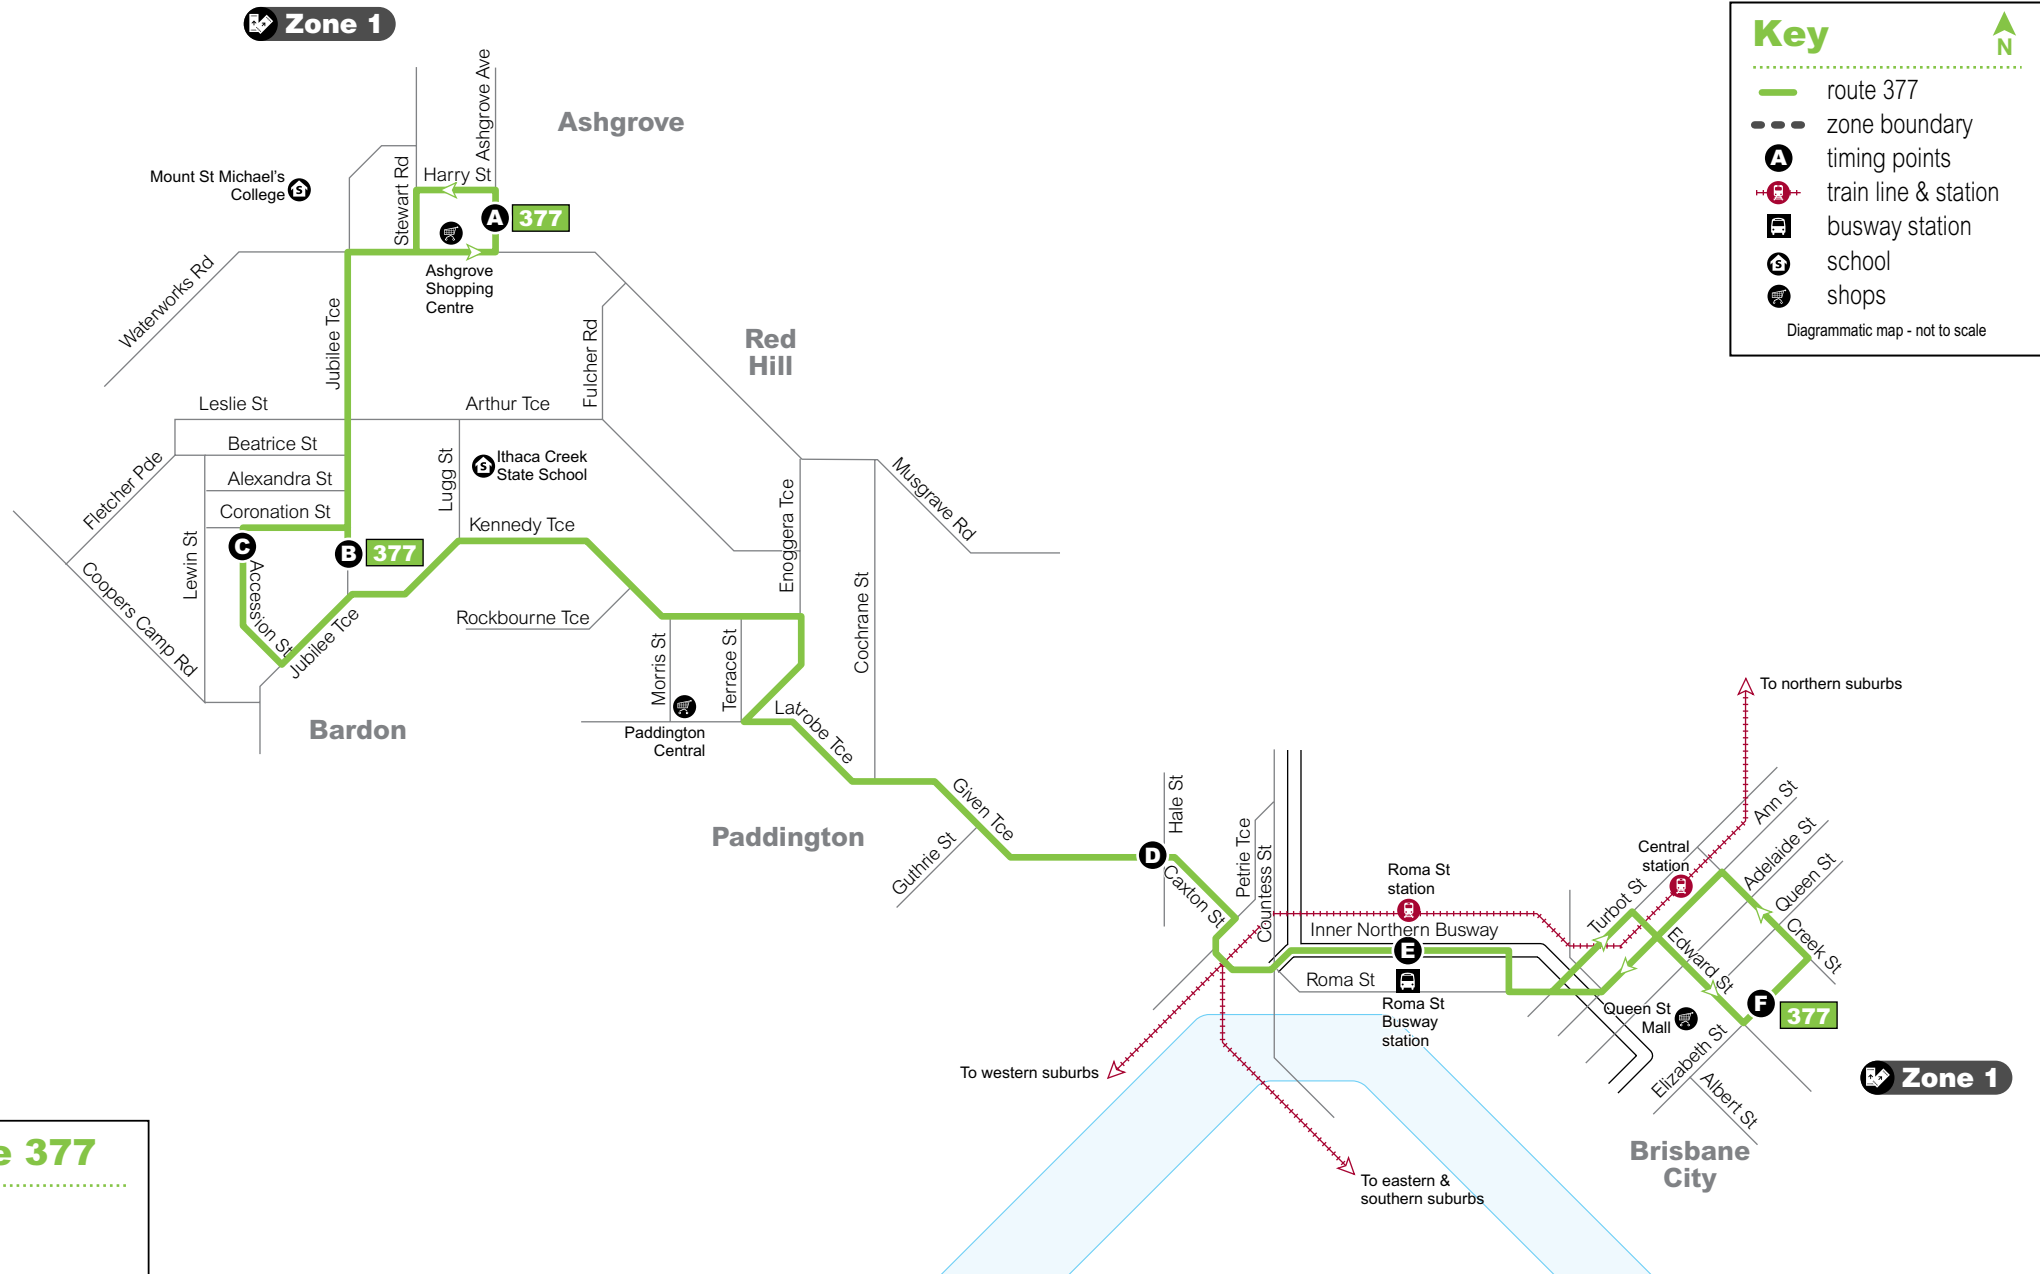 Zone 1
Key
N
route 377
zone boundary
A
timing points
train line & station
busway station
S
school
shops
Diagrammatic map - not to scale
Ashgrove Ave
Ashgrove
Mount St Michael's
College
S
Stewart Rd
Harry St
A
377
Ashgrove
Shopping
Centre
Waterworks Rd
Jubilee Tce
Fulcher Rd
Red
Hill
Leslie St
Arthur Tce
Beatrice St
Alexandra St
Coronation St
Fletcher Pde
Lugg St
S
Ithaca Creek
State School
Musgrave Rd
Enoggera Tce
Kennedy Tce
C
B
377
Lewin St
Accession St
Coopers Camp Rd
Jubilee Tce
Rockbourne Tce
Cochrane St
Morris St
Terrace St
Latrobe Tce
Bardon
Paddington
Central
Given Tce
Guthrie St
Paddington
Hale St
D
Caxton St
Petrie Tce
Countess St
Roma St
station
Inner Northern Busway
E
Roma St
Roma St
Busway
station
To northern suburbs
Ann St
Adelaide St
Queen St
Central
station
Turbot St
Edward St
Creek St
Queen St
Mall
F
377
Elizabeth St
Albert St
Zone 1
To western suburbs
To eastern &
southern suburbs
Brisbane
City
e 377